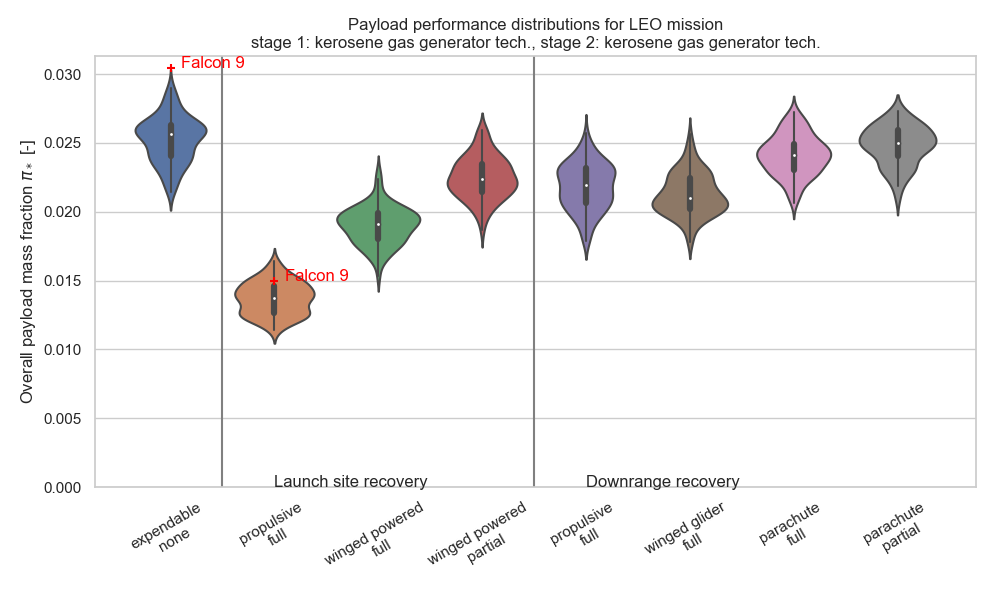 Payload performance distributions for LEO mission
stage 1: kerosene gas generator tech., stage 2: kerosene gas generator tech.
Overall payload mass fraction π* [-]
0.030
0.025
0.020
0.015
0.010
0.005
0.000
Falcon 9
Falcon 9
Launch site recovery
Downrange recovery
expendable
none
propulsive
full
winged powered
full
winged powered
partial
propulsive
full
winged glider
full
parachute
full
parachute
partial